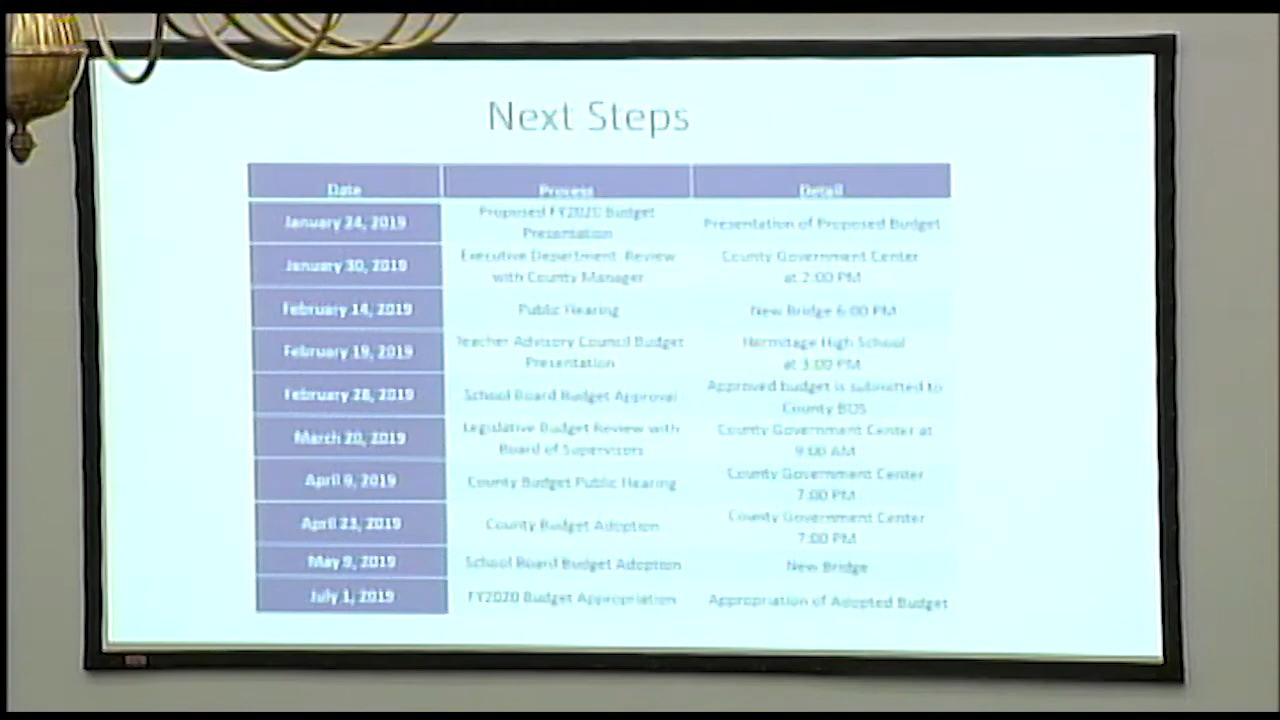 Next Steps
Date Process Detail
January 24, 2019 Proposed FY2020 Budget Presentation Presentation of Proposed Budget
January 30, 2019 Executive Department Review with County Manager County Government Center at 2:00 PM
February 14, 2019 Public Hearing New Bridge 6:00 PM
February 19, 2019 Teacher Advisory Council Budget Presentation Hermitage High School at 3:00 PM
February 28, 2019 School Board Budget Approval Approved budget is submitted to County BOS
March 20, 2019 Legislative Budget Review with Board of Supervisors County Government Center at 9:00 AM
April 9, 2019 County Budget Public Hearing County Government Center 7:00 PM
April 23, 2019 County Budget Adoption County Government Center 7:00 PM
May 9, 2019 School Board Budget Adoption New Bridge
July 1, 2019 FY2020 Budget Appropriation Appropriation of Adopted Budget